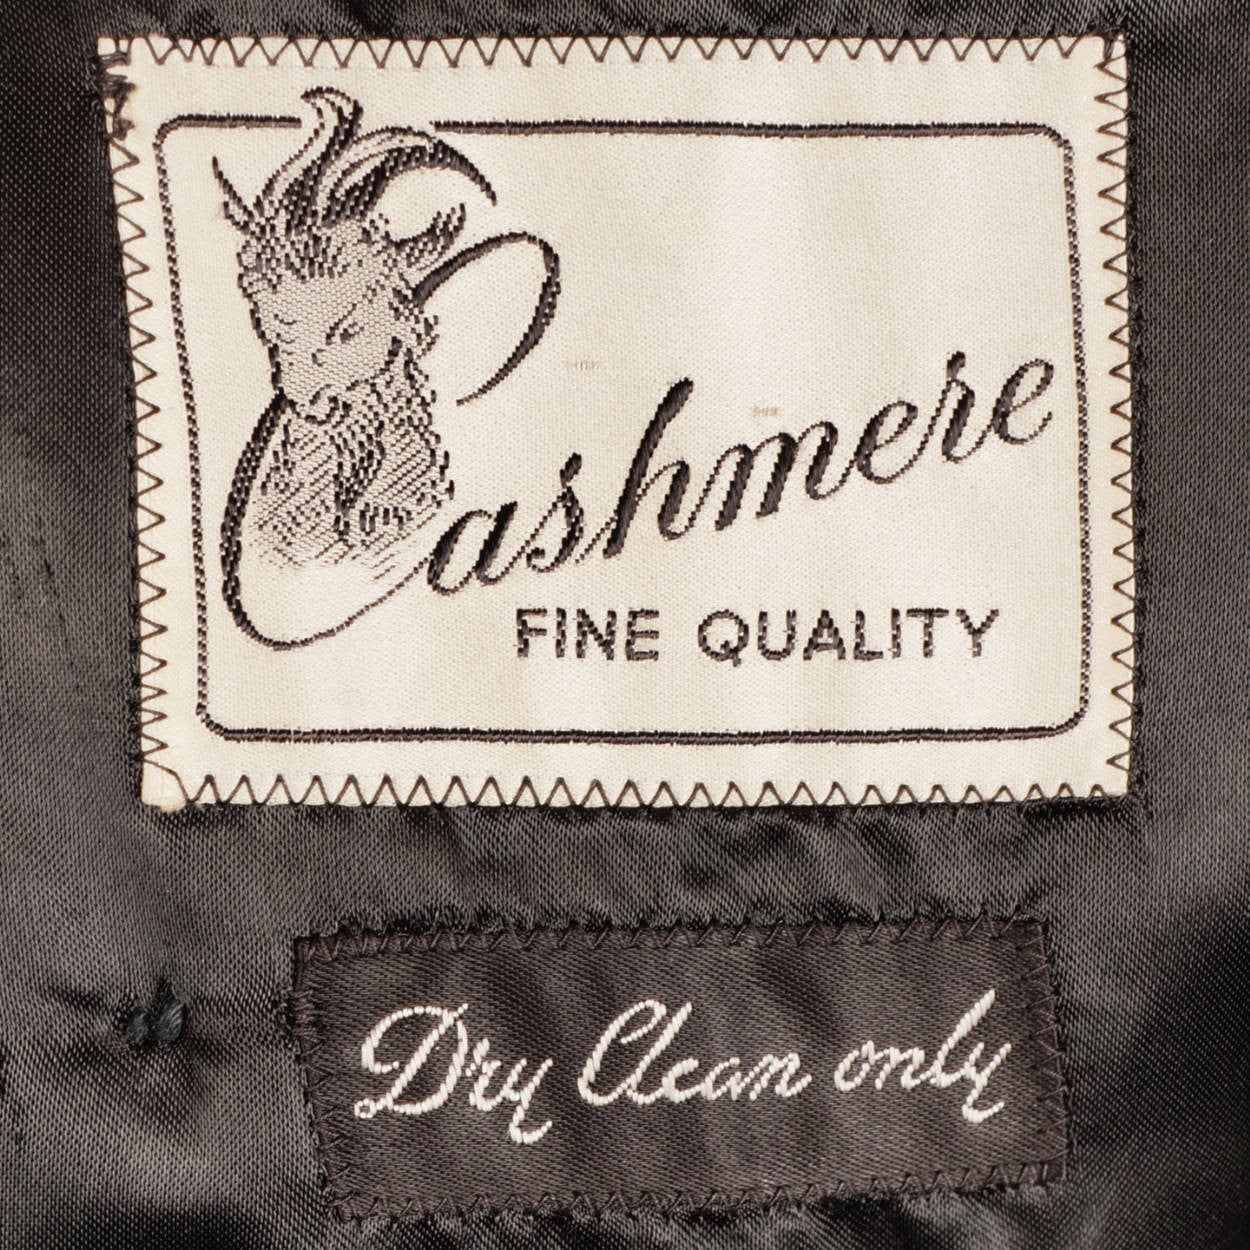 Cashmere
FINE QUALITY
Dry Clean only